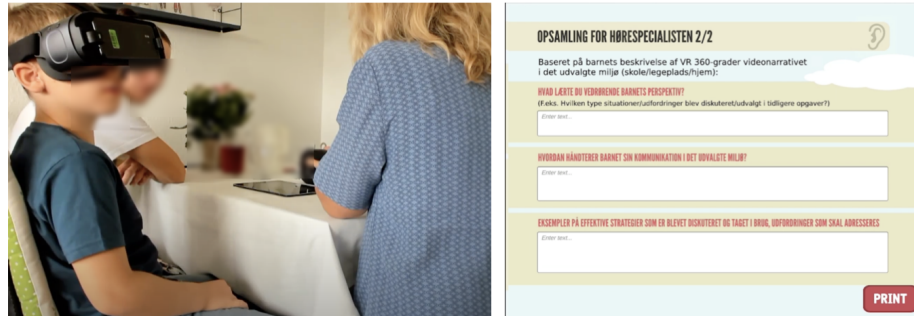 OPSAMLING FOR HØRESPECIALISTEN 2/2
Baseret på barnets beskrivelse af VR 360-grader videonarrativet
i det udvalgte miljø (skole/legeplads/hjem):
HVAD LÆRTE DU VEDRØRENDE BARNETS PERSPEKTIV?
(F.eks. Hvilken type situationer/udfordringer blev diskuteret/udvalgt i tidligere opgaver?)
Enter text...
HVORDAN HÅNDTERER BARNET SIN KOMMUNIKATION I DET UDVALGTE MILJØ?
Enter text...
EKSEMPLER PÅ EFFEKTIVE STRATEGIER SOM ER BLEVET DISKUTERET OG TAGET I BRUG, UDFORDRINGER SOM SKAL ADRESSERES
Enter text...
PRINT